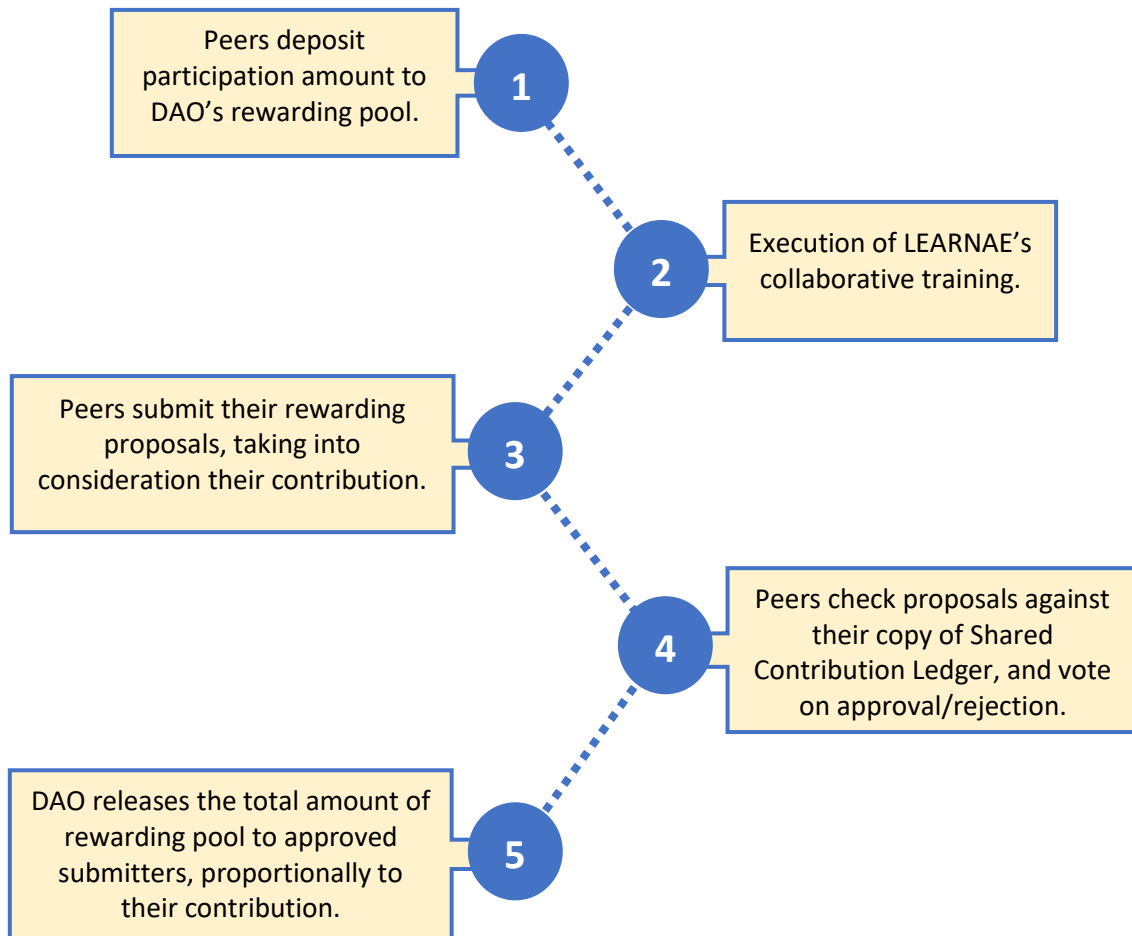 Peers deposit
participation amount to
DAO’s rewarding pool.
1
2
Execution of LEARNAE’s
collaborative training.
Peers submit their rewarding
proposals, taking into
consideration their contribution.
3
4
Peers check proposals against
their copy of Shared
Contribution Ledger, and vote
on approval/rejection.
DAO releases the total amount of
rewarding pool to approved
submitters, proportionally to
their contribution.
5